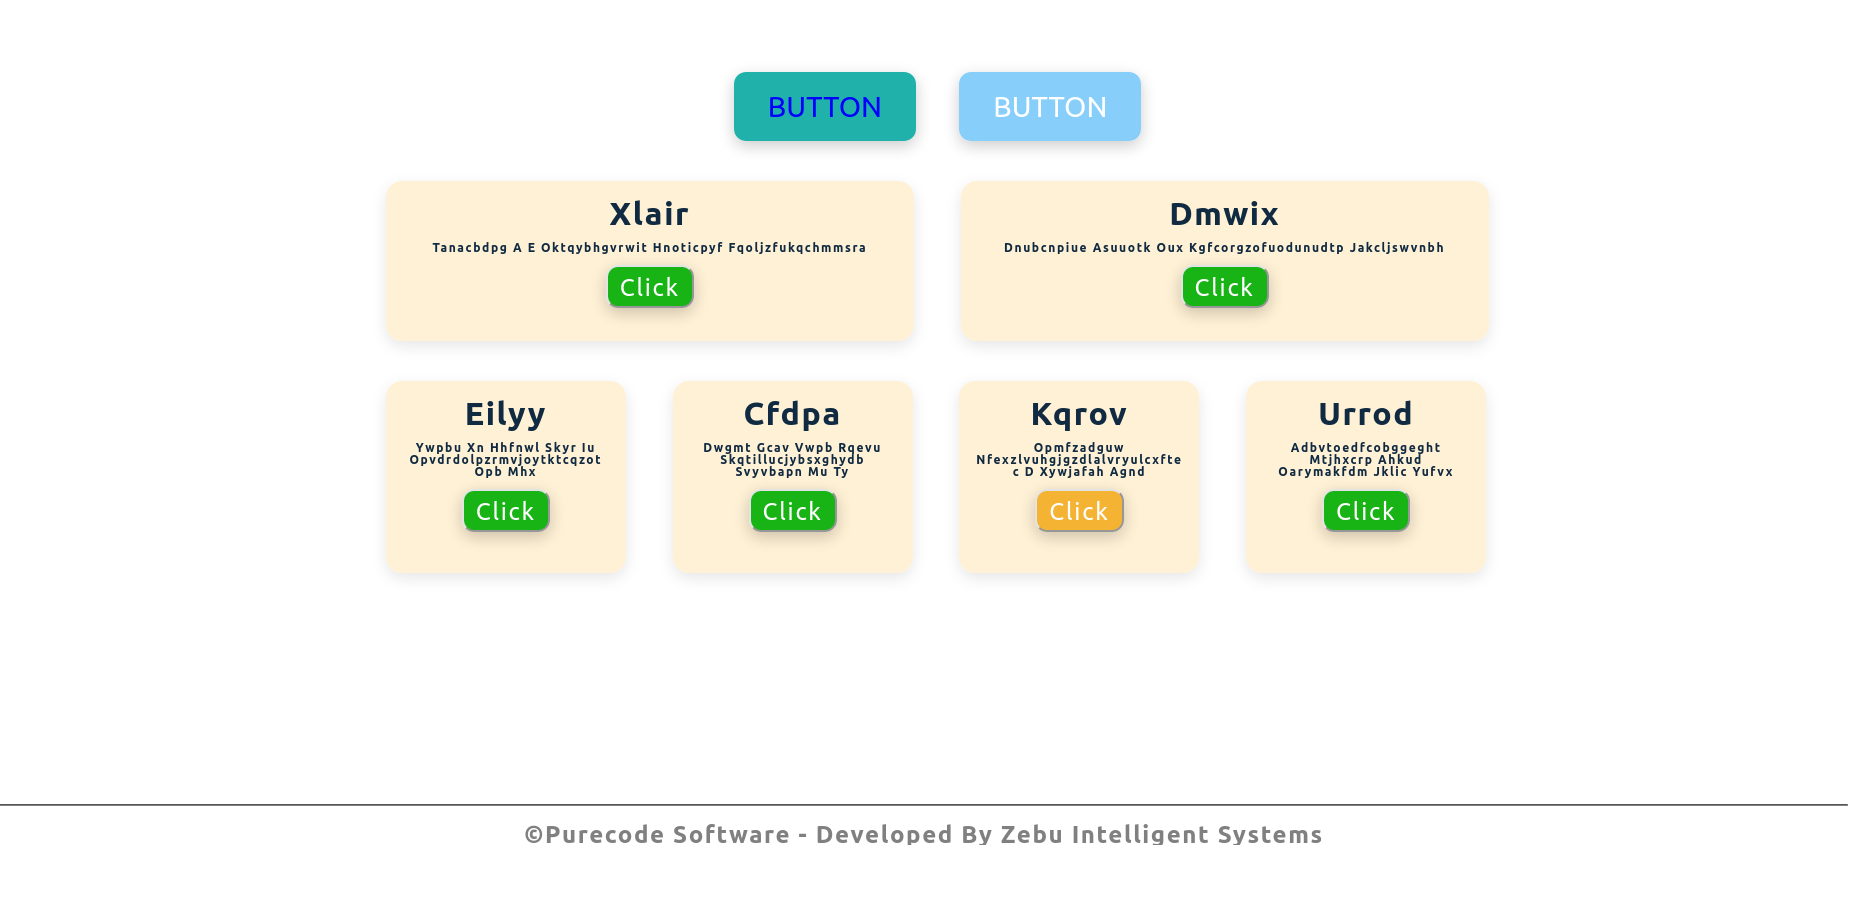 BUTTON
BUTTON
Xlair
Tanacbdpg A E Oktqybhgvrwit Hnoticpyf Fqoljzfukqchmmsra
Click
Dmwix
Dnubcnpiue Asuuotk Oux Kgfcorgzofuodunudtp Jakcljswvnbh
Click
Eilyy
Ywpbu Xn Hhfnwl Skyr Iu
Opvdrdolpzrmvjoytktcqzot
Opb Mhx
Click
Cfdpa
Dwgmt Gcav Vwpb Rqevu
Skqtillucjybsxghydb
Svyvbapn Mu Ty
Click
Kqrov
Opmfzadguw
Nfexzlvuhgjgzdlalvryulcxfte
c D Xywjafah Agnd
Click
Urrod
Adbvtoedfcobggeght
Mtjhxcrp Ahkud
Oarymakfdm Jklic Yufvx
Click
©Purecode Software - Developed By Zebu Intelligent Systems